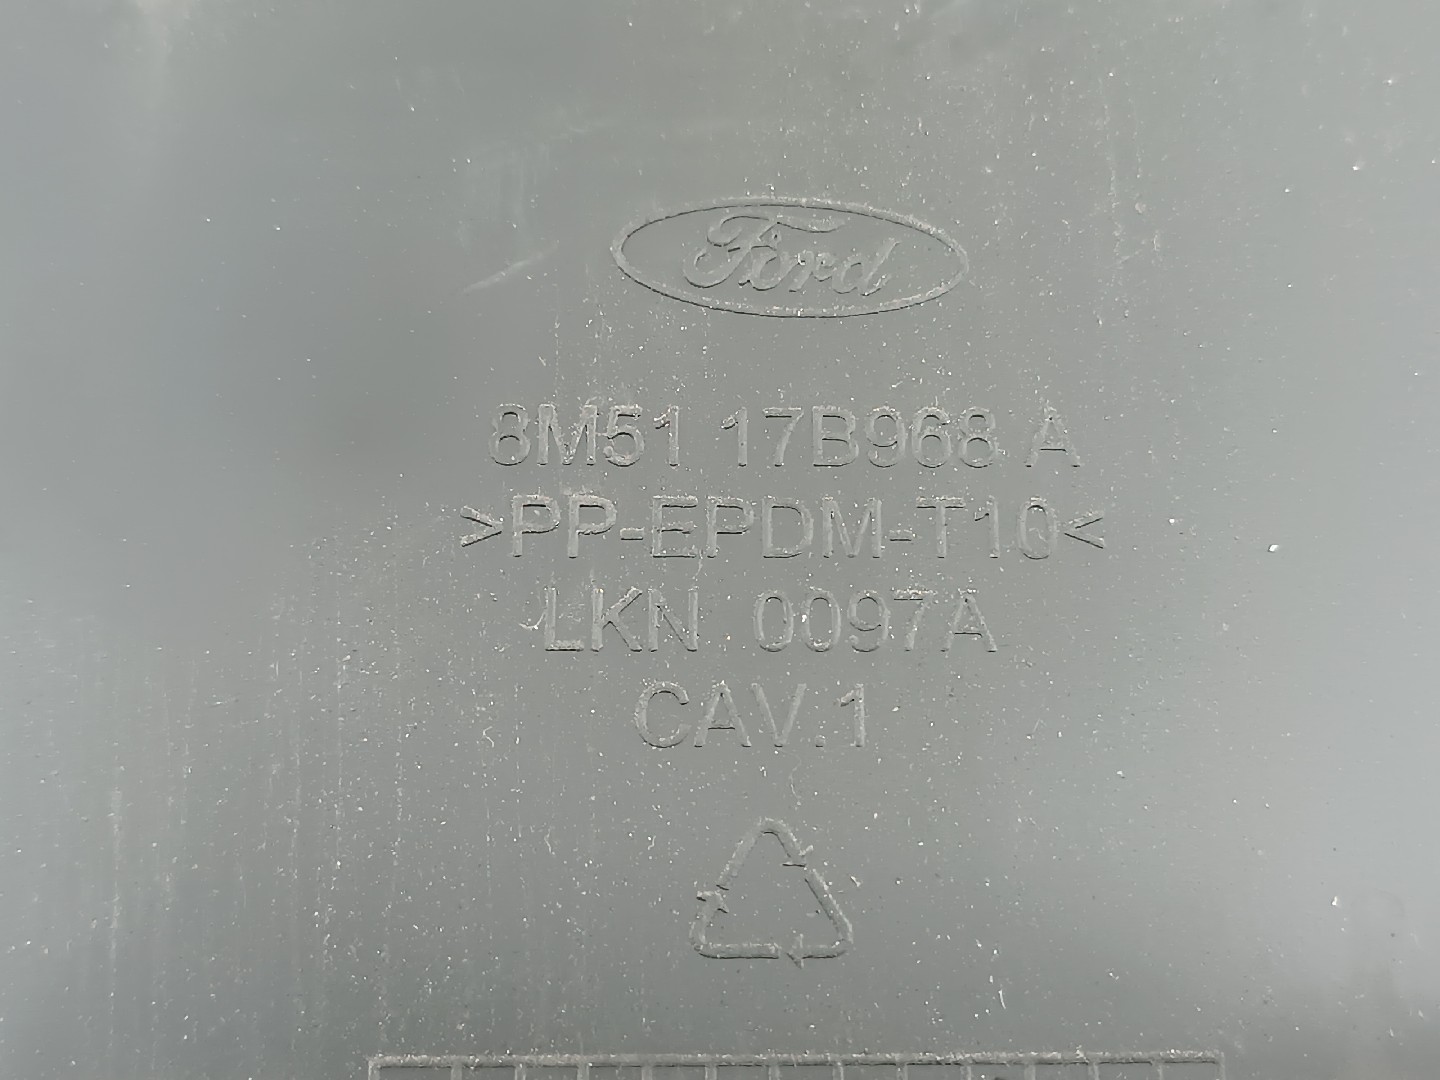 Ford
8M51 17B968 A
>PP-EPDM-T10<
LKN 0097A
CAV.1